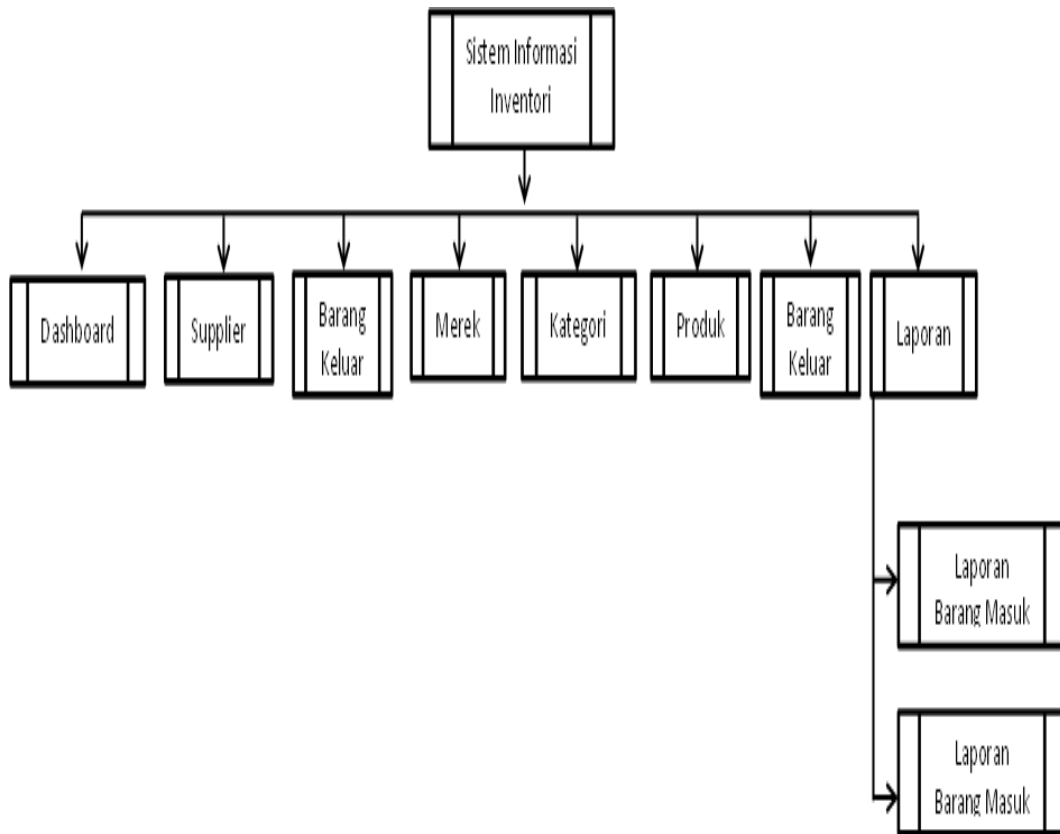 Sistem Informasi
Inventori
Dashboard
Supplier
Barang
Keluar
Merek
Kategori
Produk
Barang
Keluar
Laporan
Laporan
Barang Masuk
Laporan
Barang Masuk